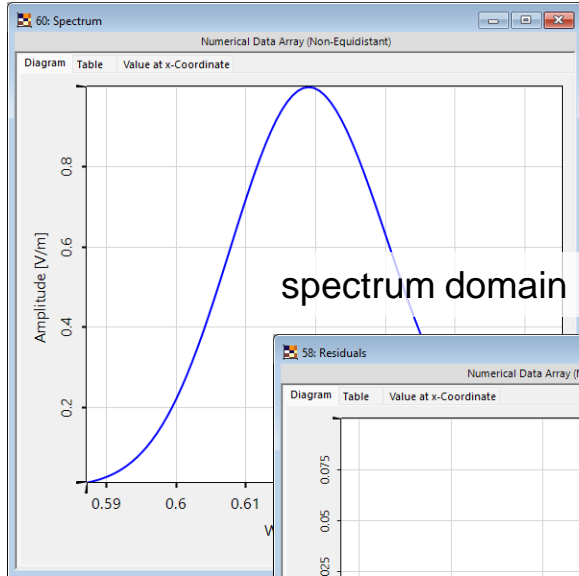 60: Spectrum
Numerical Data Array (Non-Equidistant)
Diagram Table Value at x-Coordinate
0.8
0.6
0.4
0.2
Amplitude [V/m]
0.59 0.6 0.61
W
spectrum domain
58: Residuals
Numerical Data Array
Diagram Table Value at x-Coordinate
0.075
0.05
025